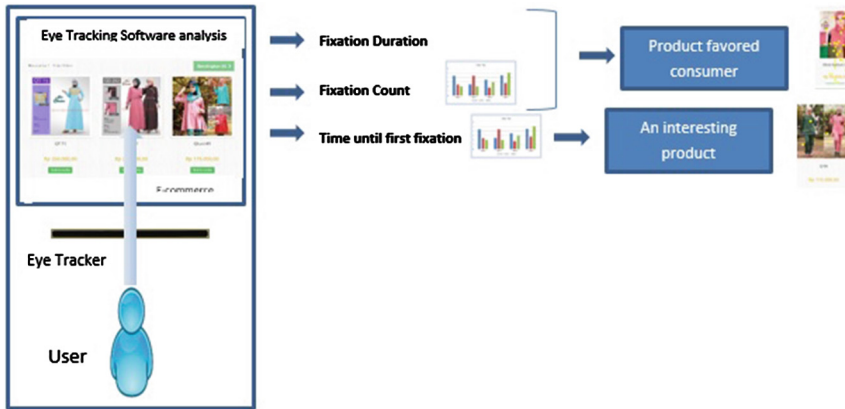 Eye Tracking Software analysis
E-commerce
Eye Tracker
User
Fixation Duration
Fixation Count
Time until first fixation
Product favored
consumer
An interesting
product